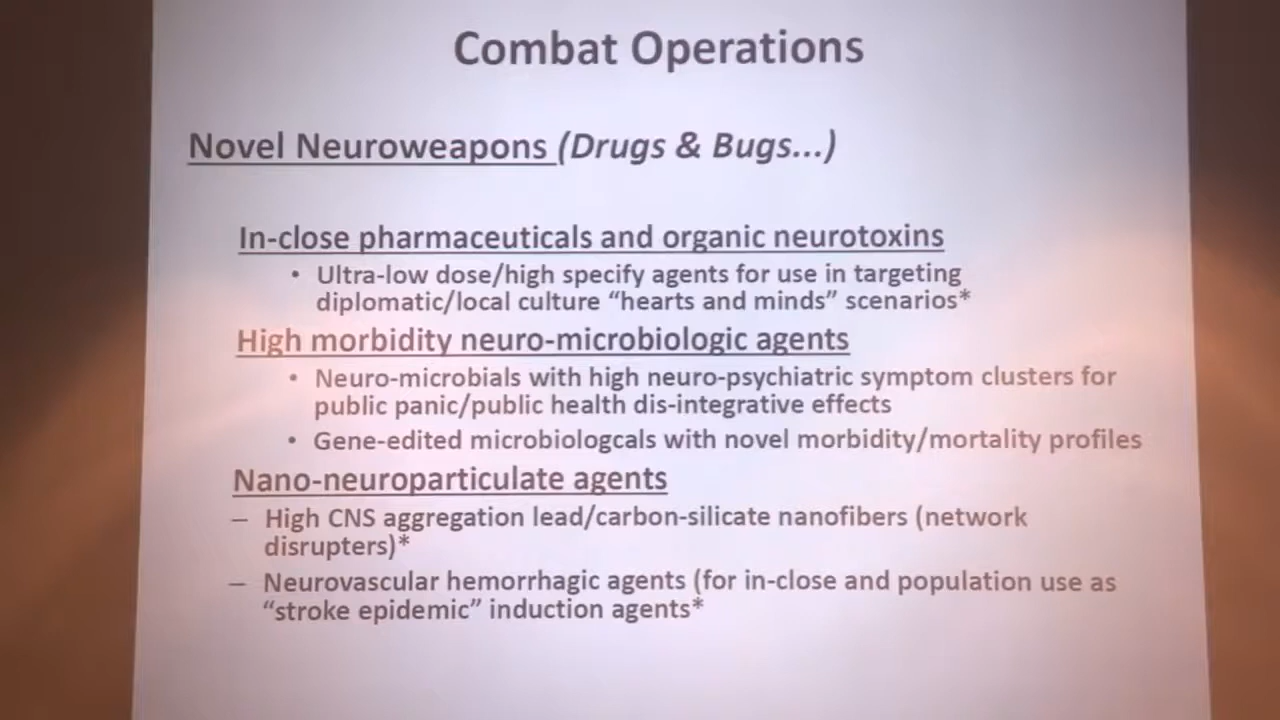 Combat Operations
Novel Neuroweapons (Drugs & Bugs...)
In-close pharmaceuticals and organic neurotoxins
• Ultra-low dose/high specify agents for use in targeting
diplomatic/local culture “hearts and minds” scenarios*
High morbidity neuro-microbiologic agents
• Neuro-microbials with high neuro-psychiatric symptom clusters for
public panic/public health dis-integrative effects
• Gene-edited microbiologcals with novel morbidity/mortality profiles
Nano-neuroparticulate agents
– High CNS aggregation lead/carbon-silicate nanofibers (network
disrupters)*
– Neurovascular hemorrhagic agents (for in-close and population use as
“stroke epidemic” induction agents*